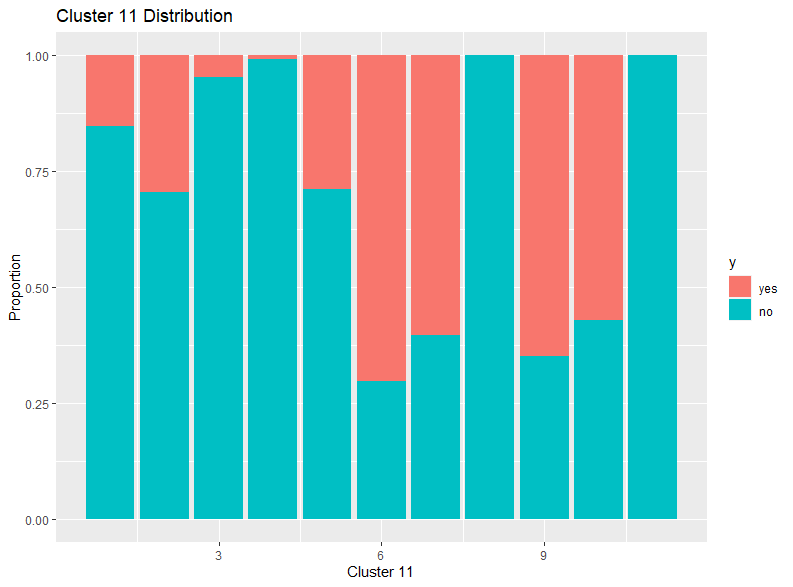 Cluster 11 Distribution
1.00
0.75
0.50
0.25
0.00
Proportion
3 6 9
Cluster 11
y
yes
no